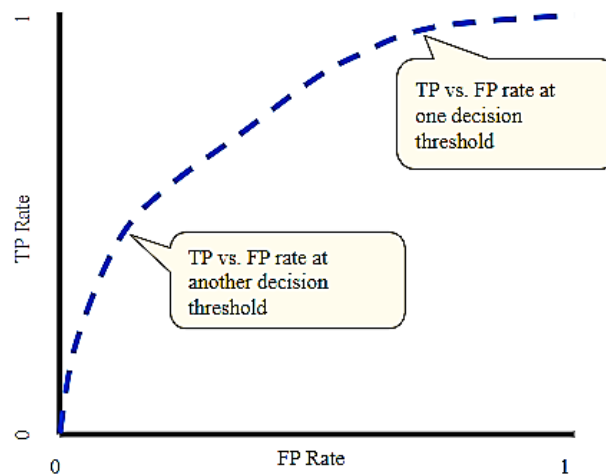 1
TP vs. FP rate at
one decision
threshold
TP Rate
TP vs. FP rate at
another decision
threshold
0
0
FP Rate
1